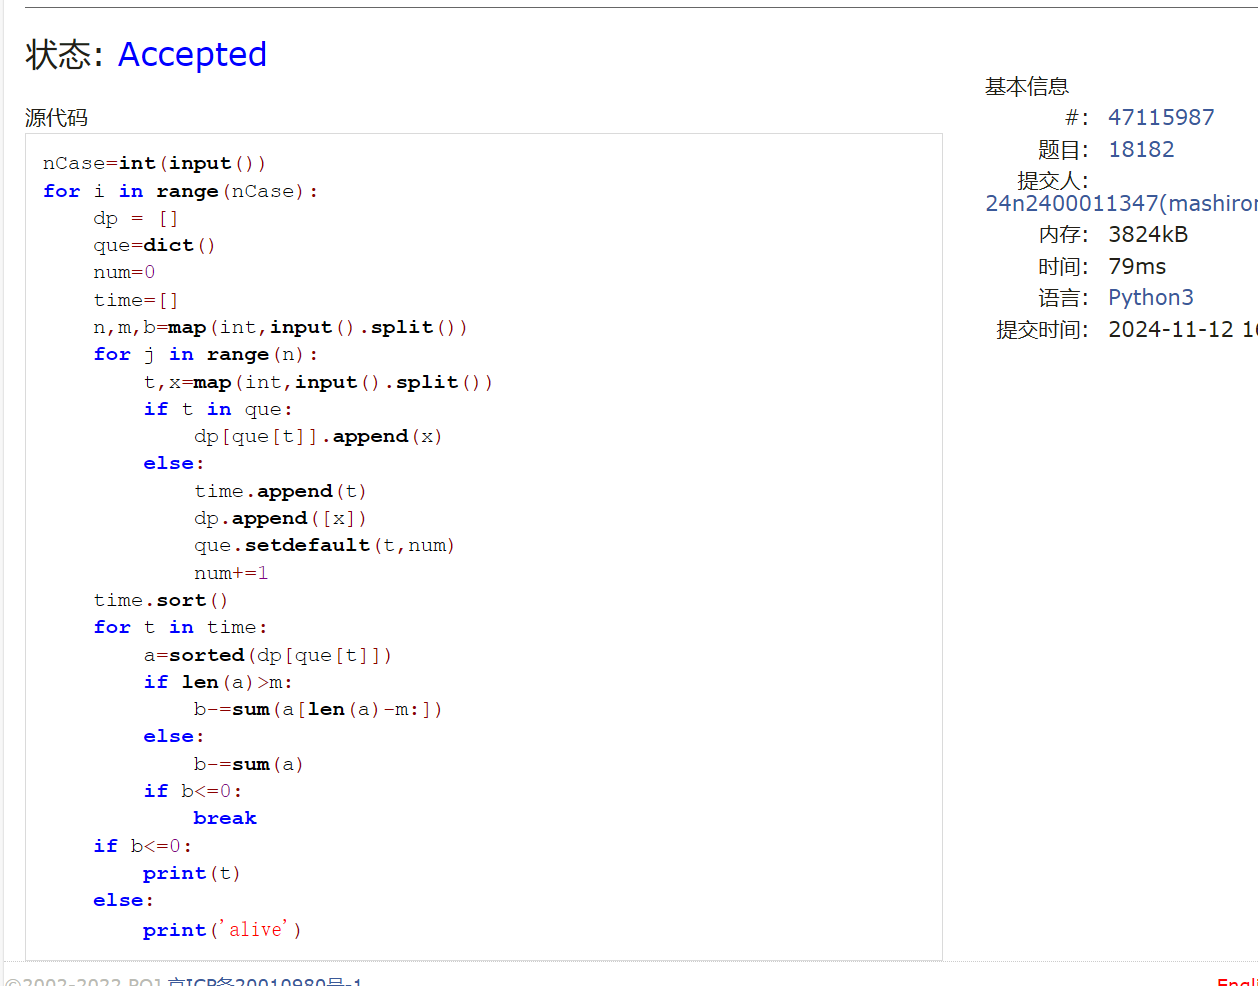 状态: Accepted
源代码
nCase=int(input())
for i in range(nCase):
    dp = []
    que=dict()
    num=0
    time=[]
    n,m,b=map(int,input().split())
    for j in range(n):
        t,x=map(int,input().split())
        if t in que:
            dp[que[t]].append(x)
        else:
            time.append(t)
            dp.append([x])
            que.setdefault(t,num)
            num+=1
    time.sort()
    for t in time:
        a=sorted(dp[que[t]])
        if len(a)>m:
            b-=sum(a[len(a)-m:])
        else:
            b-=sum(a)
        if b<=0:
            break
    if b<=0:
        print(t)
    else:
        print('alive')
基本信息
#: 47115987
题目: 18182
提交人:
24n2400011347(mashiror
内存: 3824kB
时间: 79ms
语言: Python3
提交时间: 2024-11-12 16
©2002-2022 POJ 京ICP备20010980号-1
Engli